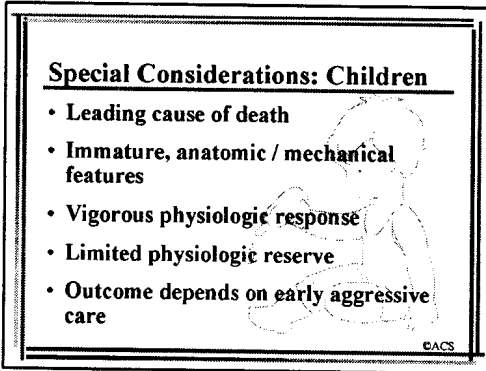 Special Considerations: Children
• Leading cause of death
• Immature, anatomic / mechanical
features
• Vigorous physiologic response
• Limited physiologic reserve
• Outcome depends on early aggressive
care
©ACS